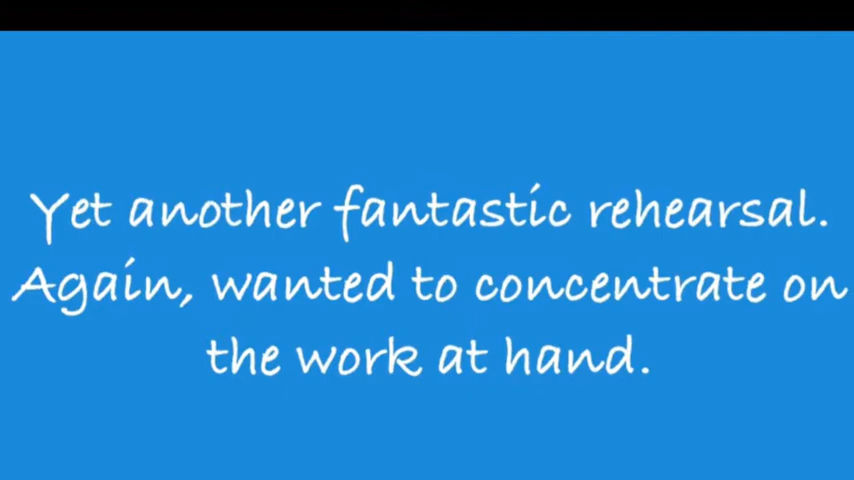 Yet another fantastic rehearsal.
Again, wanted to concentrate on
the work at hand.